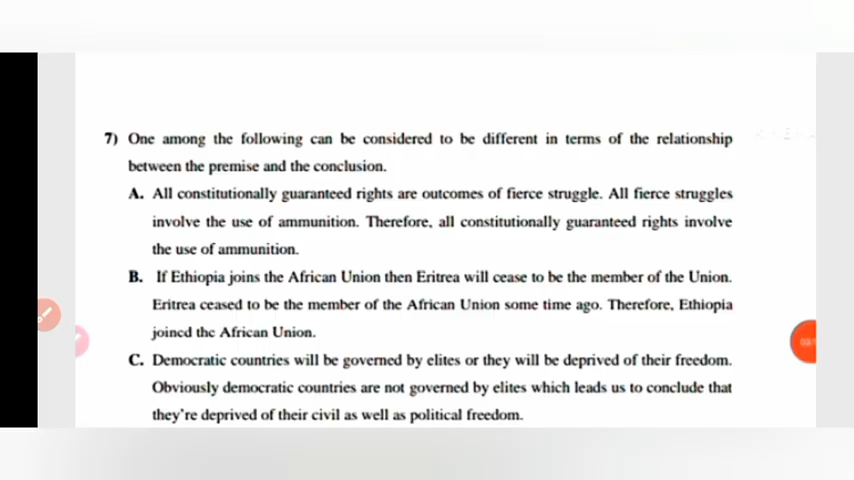 7) One among the following can be considered to be different in terms of the relationship
between the premise and the conclusion.
A. All constitutionally guaranteed rights are outcomes of fierce struggle. All fierce struggles
involve the use of ammunition. Therefore, all constitutionally guaranteed rights involve
the use of ammunition.
B. If Ethiopia joins the African Union then Eritrea will cease to be the member of the Union.
Eritrea ceased to be the member of the African Union some time ago. Therefore, Ethiopia
joined the African Union.
C. Democratic countries will be governed by elites or they will be deprived of their freedom.
Obviously democratic countries are not governed by elites which leads us to conclude that
they're deprived of their civil as well as political freedom.